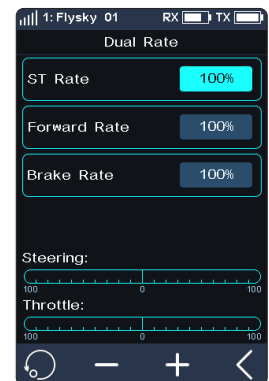 1: Flysky 01 RX TX
Dual Rate
ST Rate 100%
Forward Rate 100%
Brake Rate 100%
Steering:
100 0 100
Throttle:
100 0 100